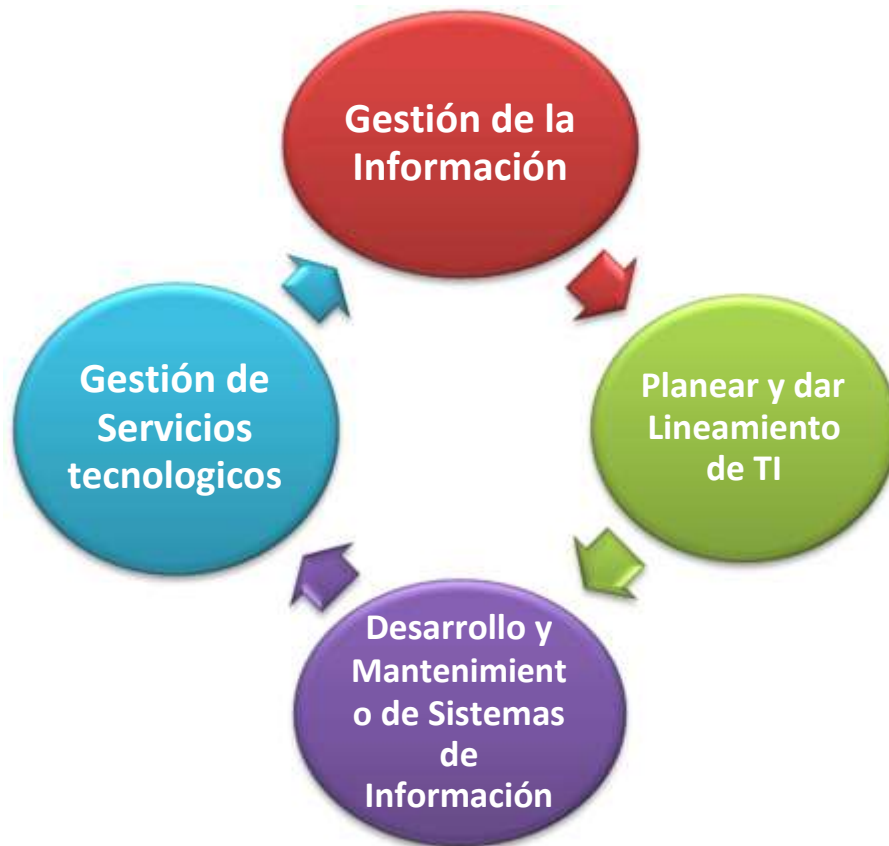 Gestión de la
Información
Planear y dar
Lineamiento
de TI
Desarrollo y
Mantenimient
o de Sistemas
de
Información
Gestión de
Servicios
tecnologicos